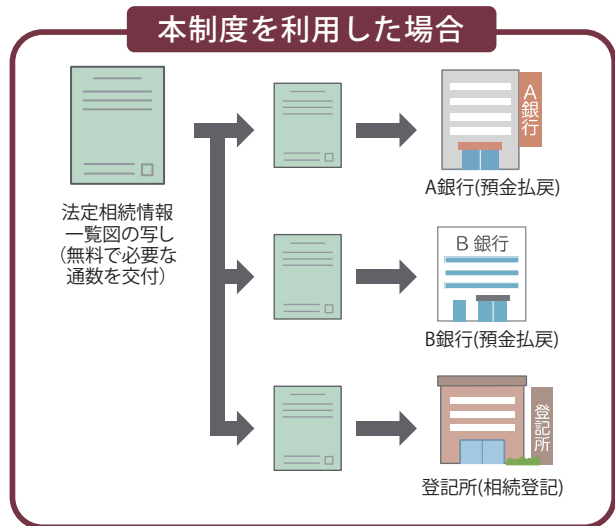 本制度を利用した場合
A銀行
A銀行(預金払戻)
法定相続情報
一覧図の写し
(無料で必要な
通数を交付)
B 銀行
B銀行(預金払戻)
登記所
登記所(相続登記)